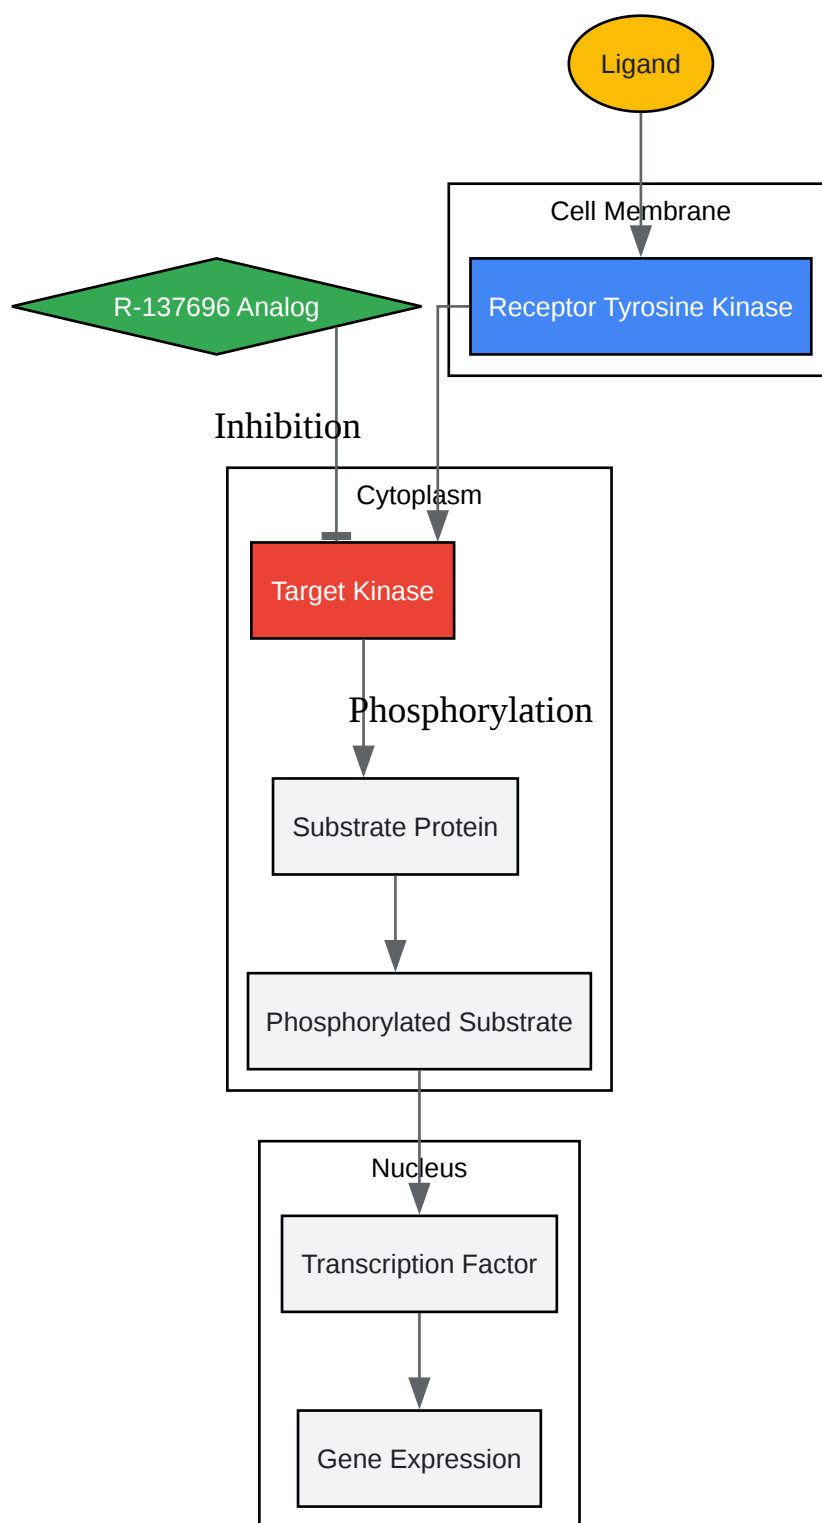 Ligand
Cell Membrane
R-137696 Analog
Receptor Tyrosine Kinase
Inhibition
Cytoplasm
Target Kinase
Phosphorylation
Substrate Protein
Phosphorylated Substrate
Nucleus
Transcription Factor
Gene Expression